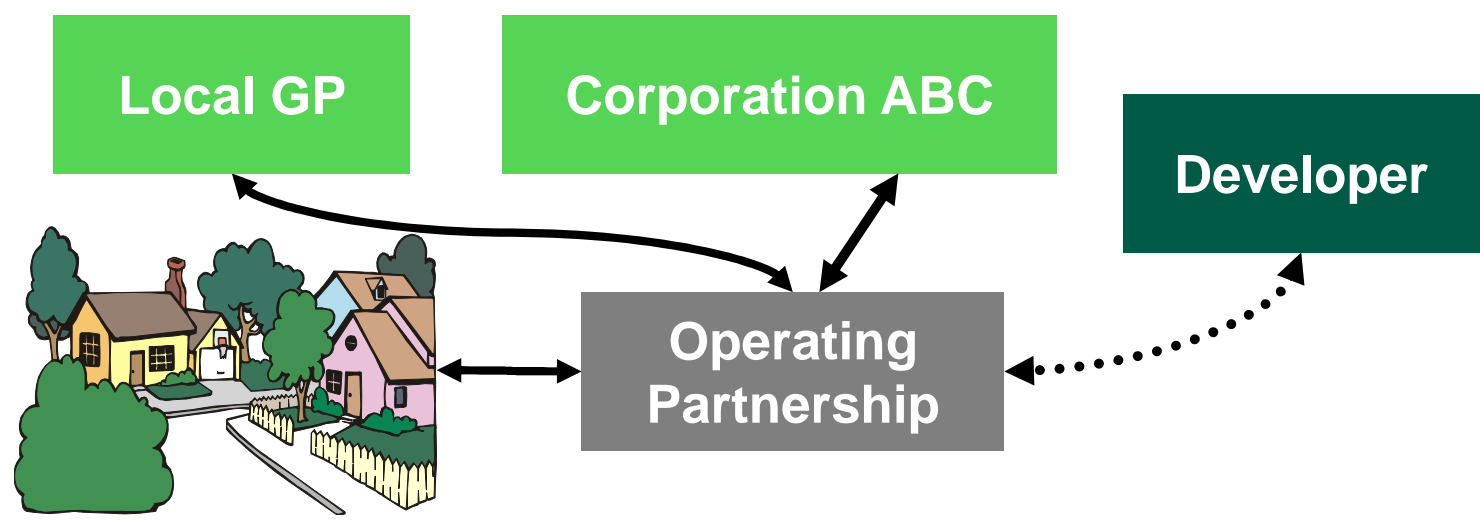 Local GP
Corporation ABC
Developer
Operating
Partnership